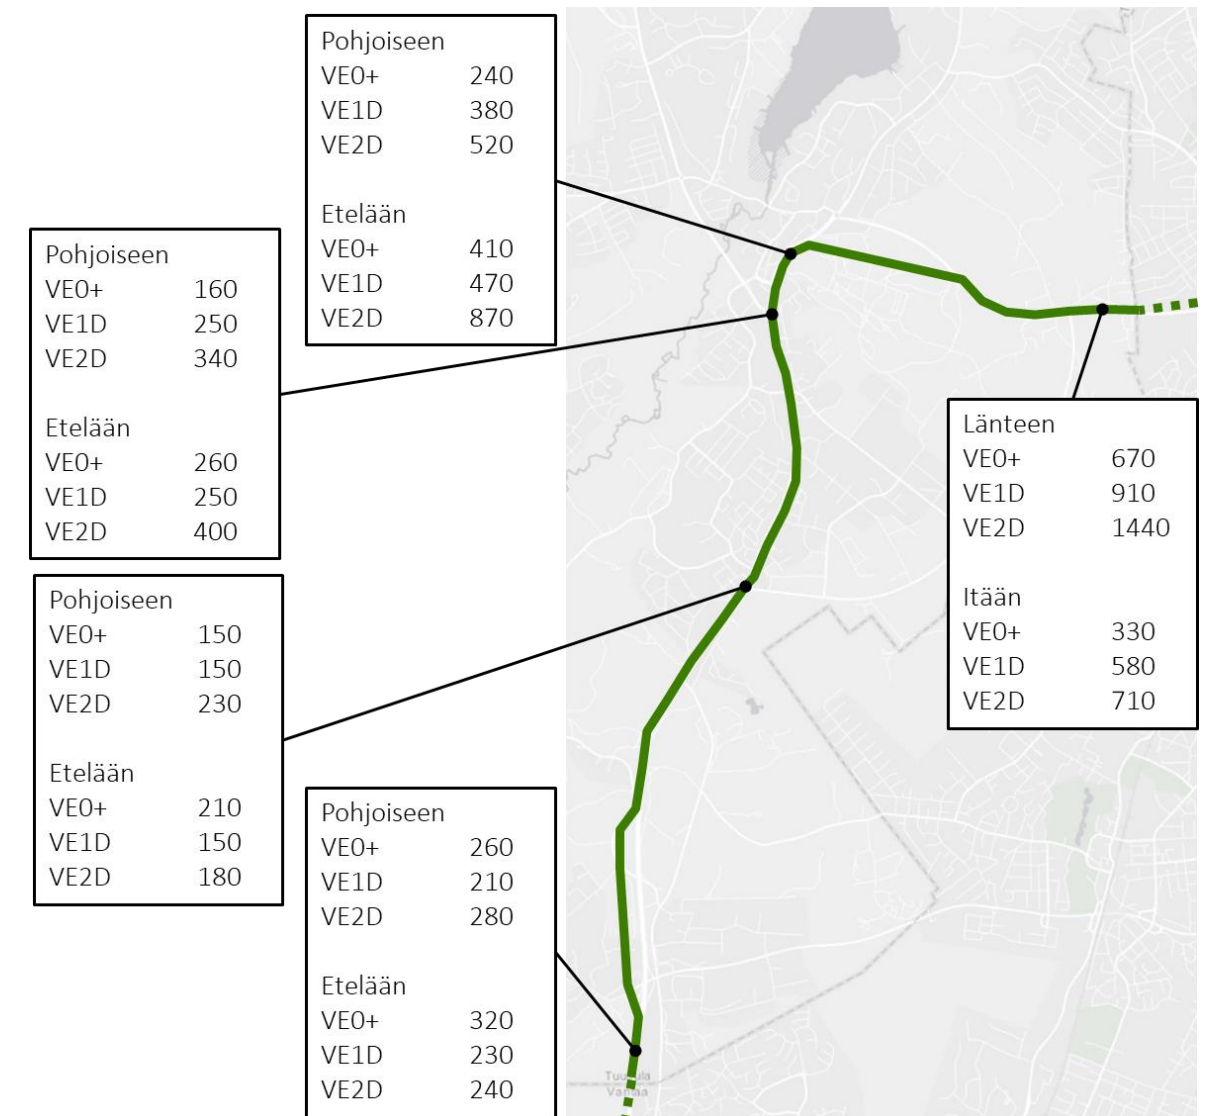 Pohjoiseen
VE0+ 240
VE1D 380
VE2D 520
Etelään
VE0+ 410
VE1D 470
VE2D 870
Pohjoiseen
VE0+ 160
VE1D 250
VE2D 340
Etelään
VE0+ 260
VE1D 250
VE2D 400
Länteen
VE0+ 670
VE1D 910
VE2D 1440
Itään
VE0+ 330
VE1D 580
VE2D 710
Pohjoiseen
VE0+ 150
VE1D 150
VE2D 230
Etelään
VE0+ 210
VE1D 150
VE2D 180
Pohjoiseen
VE0+ 260
VE1D 210
VE2D 280
Etelään
VE0+ 320
VE1D 230
VE2D 240